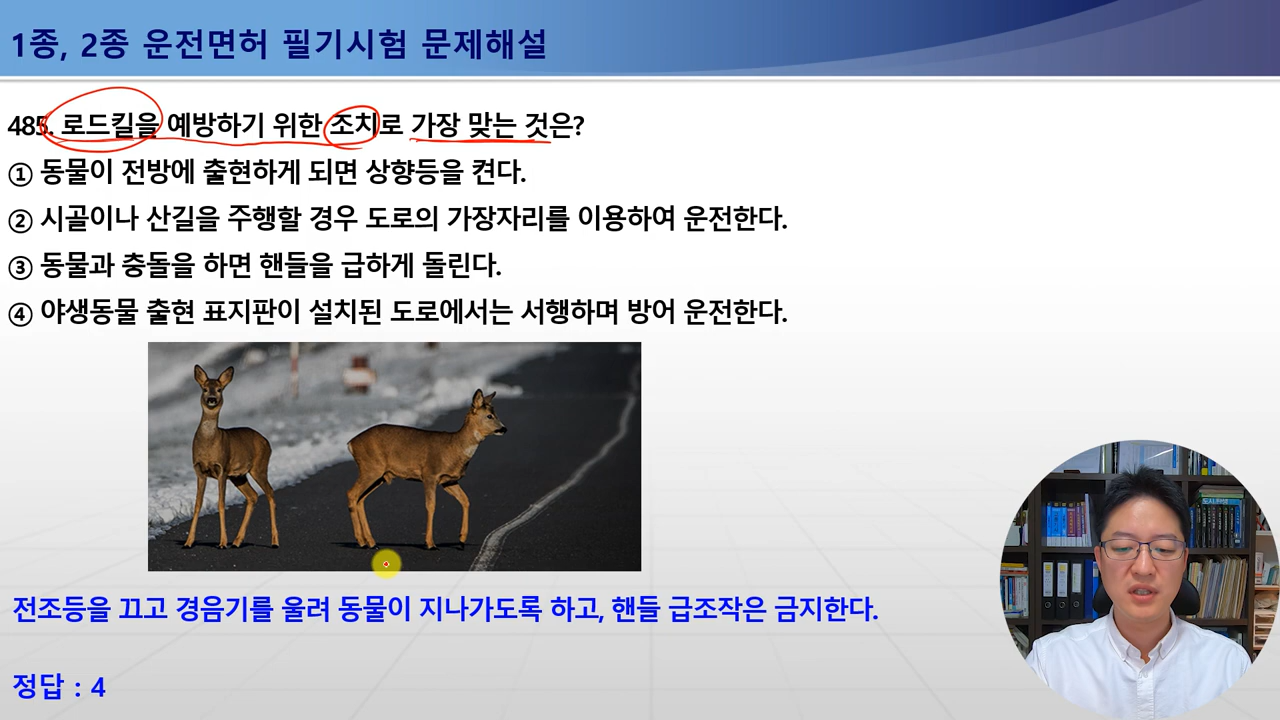 1종, 2종 운전면허 필기시험 문제해설
485. 로드킬을 예방하기 위한 조치로 가장 맞는 것은?
① 동물이 전방에 출현하게 되면 상향등을 켠다.
② 시골이나 산길을 주행할 경우 도로의 가장자리를 이용하여 운전한다.
③ 동물과 충돌을 하면 핸들을 급하게 돌린다.
④ 야생동물 출현 표지판이 설치된 도로에서는 서행하며 방어 운전한다.
전조등을 끄고 경음기를 울려 동물이 지나가도록 하고, 핸들 급조작은 금지한다.
정답 : 4